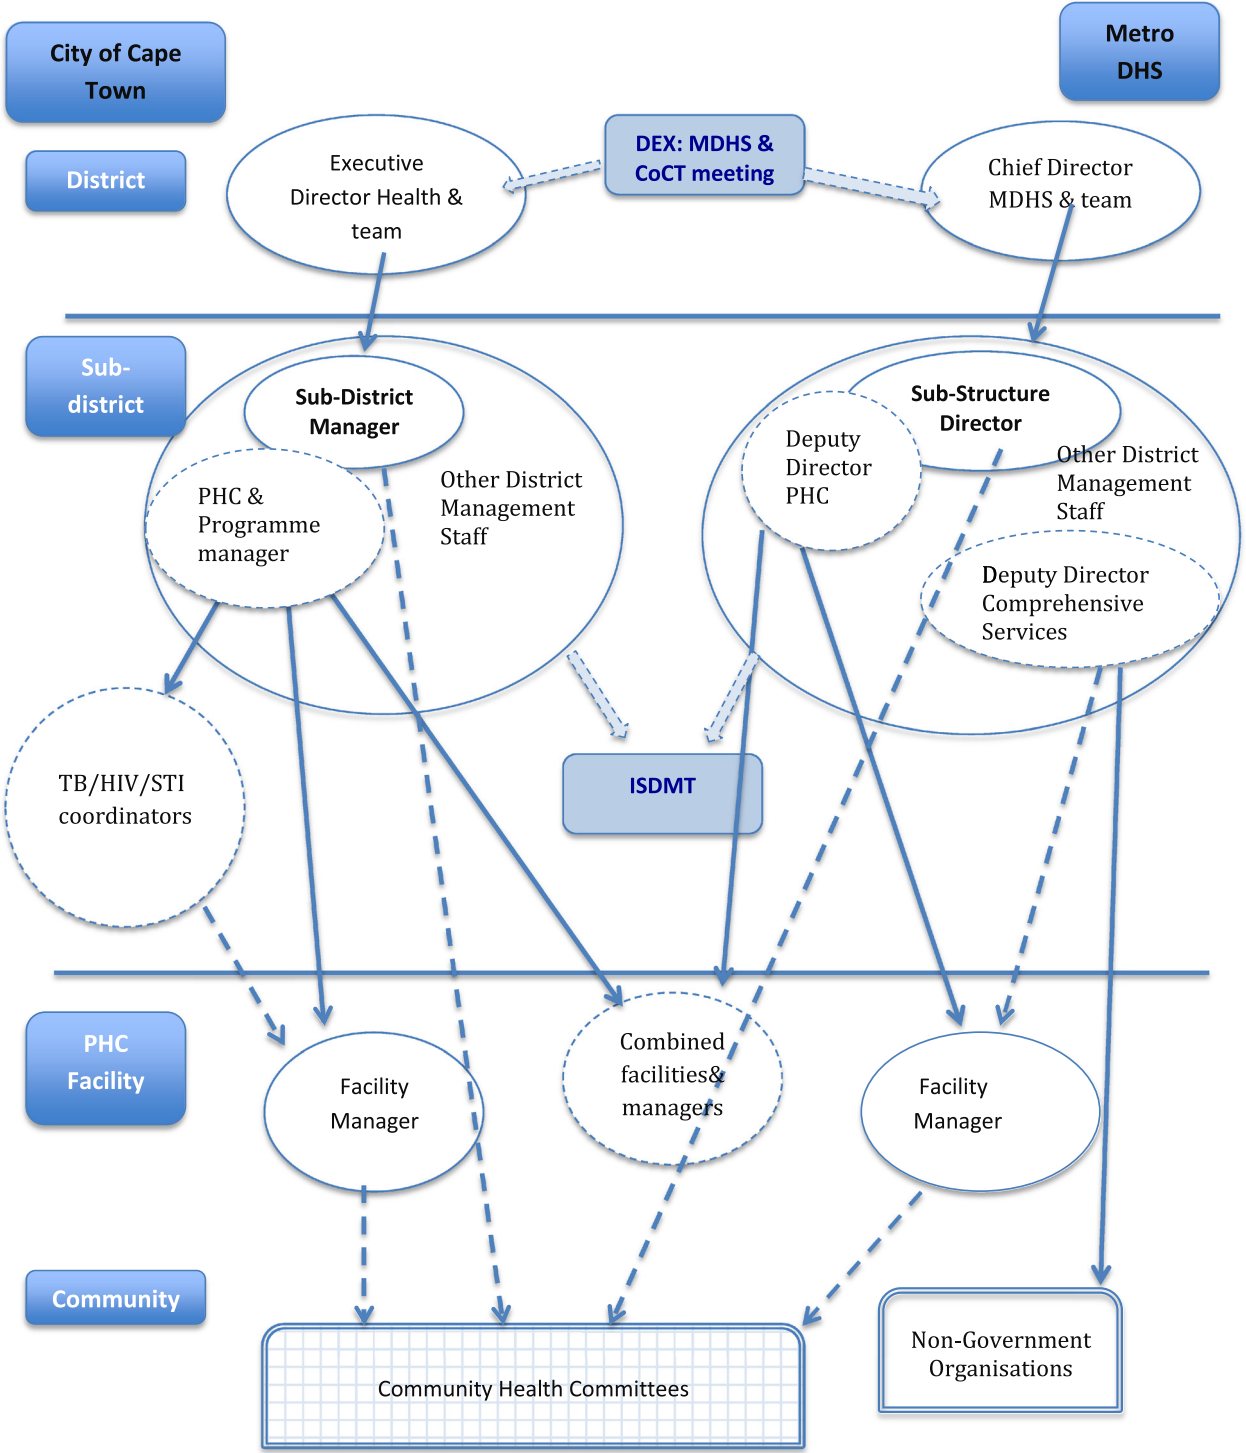 City of Cape
Town
Metro
DHS
District
Executive
Director Health &
team
DEX: MDHS &
CoCT meeting
Chief Director
MDHS & team
Sub-
district
Sub-District
Manager
PHC &
Programme
manager
Other District
Management
Staff
Sub-Structure
Director
Deputy
Director
PHC
Other District
Management
Staff
Deputy Director
Comprehensive
Services
TB/HIV/STI
coordinators
ISDMT
PHC
Facility
Facility
Manager
Combined
facilities&
managers
Facility
Manager
Community
Community Health Committees
Non-Government
Organisations